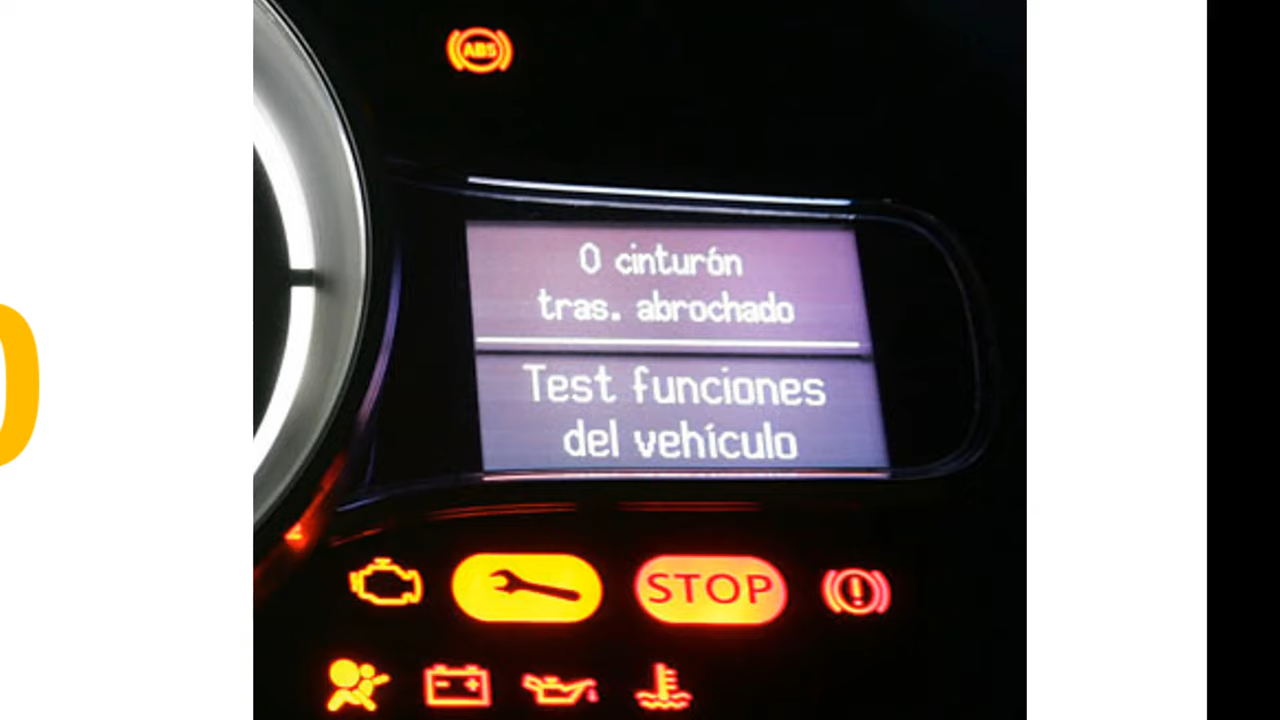 ABS
0 cinturón
tras. abrochado
Test funciones
del vehículo
STOP